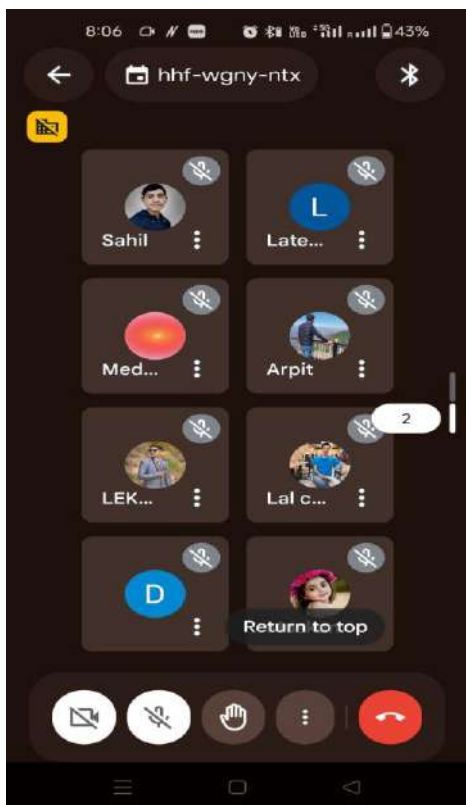 8:06 43%
hhf-wgny-ntx
L
Sahil Late...
Med... Arpit
2
LEK... Lal c...
D
Return to top